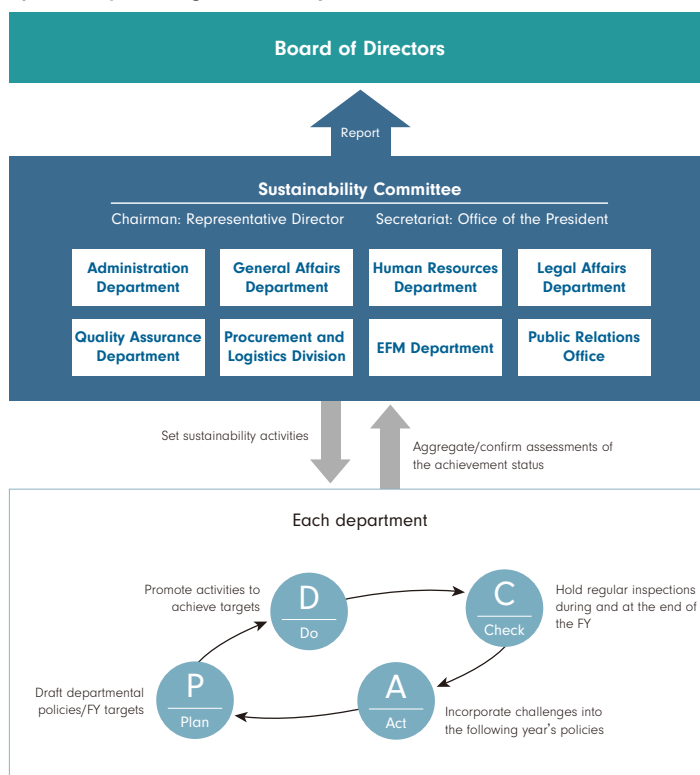 Board of Directors
Report
Sustainability Committee
Chairman: Representative Director
Secretariat: Office of the President
Administration
Department
General Affairs
Department
Human Resources
Department
Legal Affairs
Department
Quality Assurance
Department
Procurement and
Logistics Division
EFM Department
Public Relations
Office
Set sustainability activities
Aggregate/confirm assessments of
the achievement status
Each department
Promote activities to
achieve targets
D
Do
C
Check
Hold regular inspections
during and at the end of
the FY
Draft departmental
policies/FY targets
P
Plan
A
Act
Incorporate challenges into
the following year's policies